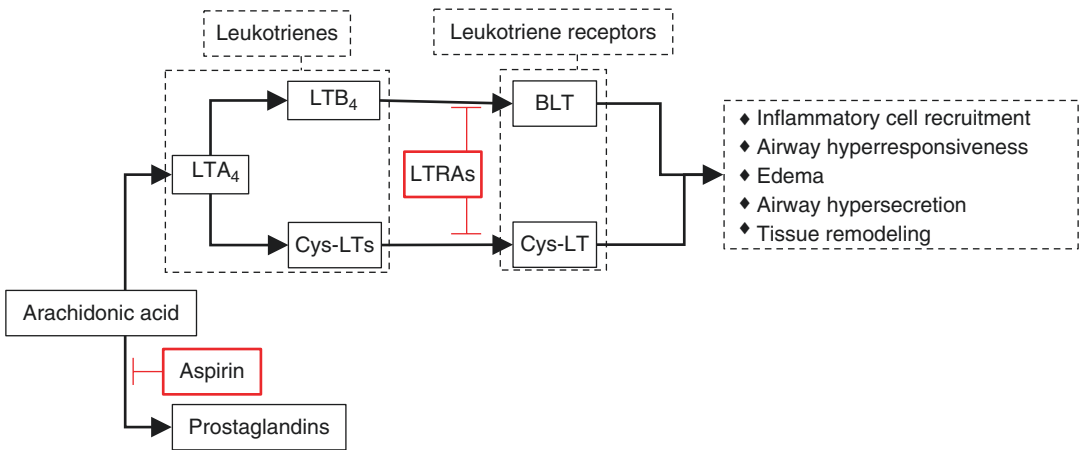 Leukotrienes
Leukotriene receptors
LTB₄
BLT
LTA₄
LTRAs
Cys-LTs
Cys-LT
♦ Inflammatory cell recruitment
♦ Airway hyperresponsiveness
♦ Edema
♦ Airway hypersecretion
♦ Tissue remodeling
Arachidonic acid
Aspirin
Prostaglandins